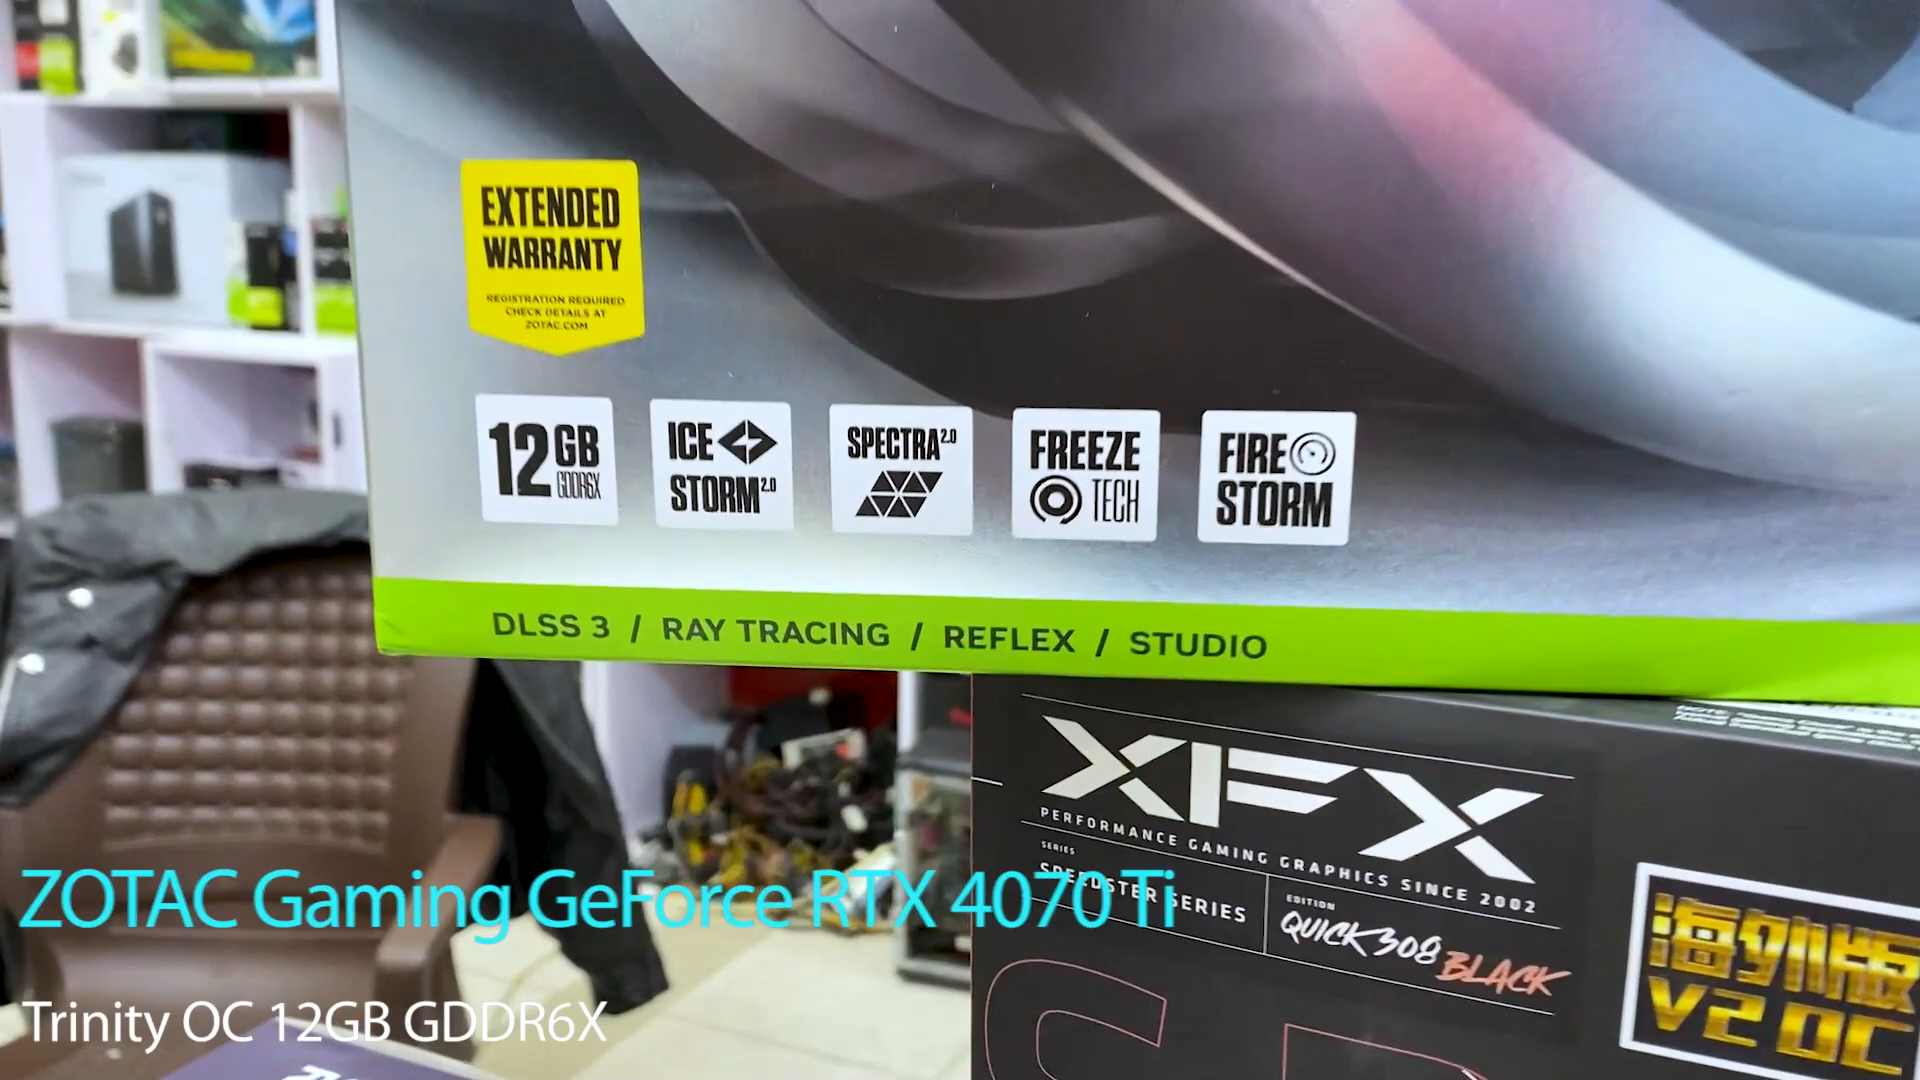 EXTENDED
WARRANTY
REGISTRATION REQUIRED
CHECK DETAILS AT
ZOTAC.COM
12 GB
GDDR6X
ICE
STORM 2.0
SPECTRA 2.0
FREEZE
TECH
FIRE
STORM
DLSS 3 / RAY TRACING / REFLEX / STUDIO
XFX
PERFORMANCE GAMING GRAPHICS SINCE 2002
SERIES
SPEEDSTER SERIES
EDITION
QUICK308
BLACK
海外版
V2 OC
ZOTAC Gaming GeForce RTX 4070 Ti
Trinity OC 12GB GDDR6X